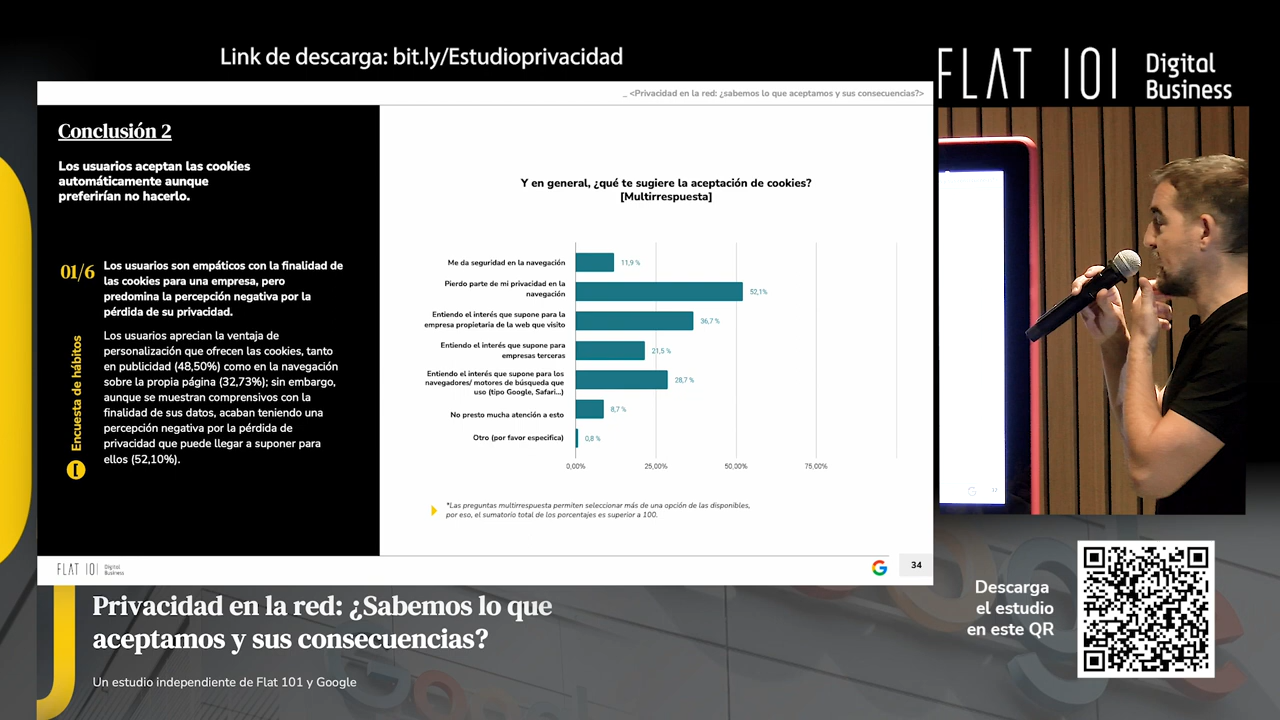 Link de descarga: bit.ly/Estudioprivacidad
FLAT 101
Digital
Business
_ <Privacidad en la red: ¿sabemos lo que aceptamos y sus consecuencias?>
Conclusión 2
Los usuarios aceptan las cookies
automáticamente aunque
preferirían no hacerlo.
01/6
Los usuarios son empáticos con la finalidad de
las cookies para una empresa, pero
predomina la percepción negativa por la
pérdida de su privacidad.
Encuesta de hábitos
Los usuarios aprecian la ventaja de
personalización que ofrecen las cookies, tanto
en publicidad (48,50%) como en la navegación
sobre la propia página (32,73%); sin embargo,
aunque se muestran comprensivos con la
finalidad de sus datos, acaban teniendo una
percepción negativa por la pérdida de
privacidad que puede llegar a suponer para
ellos (52,10%).
Y en general, ¿qué te sugiere la aceptación de cookies?
[Multirrespuesta]
Me da seguridad en la navegación
11,9 %
Pierdo parte de mi privacidad en la
navegación
52,1%
Entiendo el interés que supone para la
empresa propietaria de la web que visito
36,7 %
Entiendo el interés que supone para
empresas terceras
21,5 %
Entiendo el interés que supone para los
navegadores/ motores de búsqueda que
uso (tipo Google, Safari...)
28,7 %
No presto mucha atención a esto
8,7 %
Otro (por favor especifica)
0,8 %
0,00% 25,00% 50,00% 75,00%
*Las preguntas multirrespuesta permiten seleccionar más de una opción de las disponibles,
por eso, el sumatorio total de los porcentajes es superior a 100.
FLAT 101 Digital
Business
G
34
Privacidad en la red: ¿Sabemos lo que
aceptamos y sus consecuencias?
Un estudio independiente de Flat 101 y Google
Descarga
el estudio
en este QR